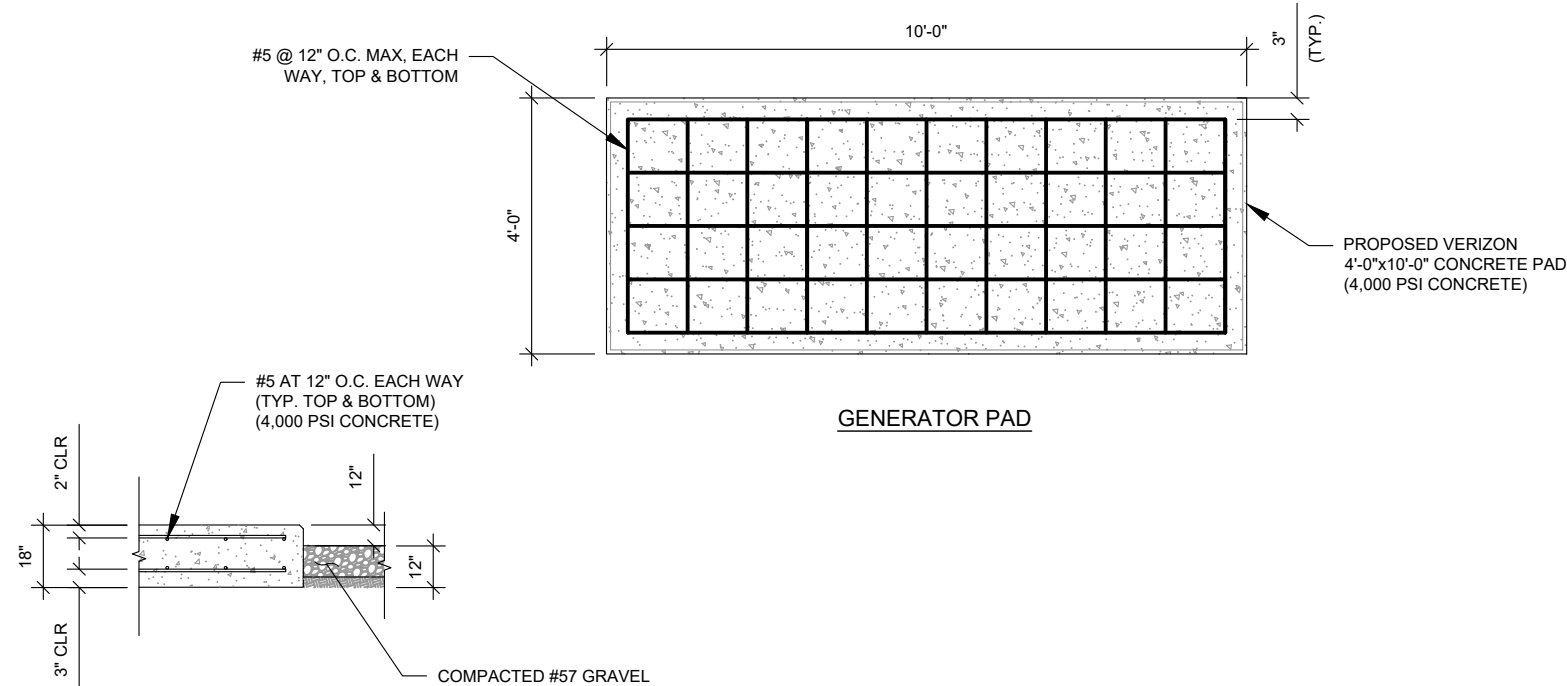 10'-0"
3"
(TYP.)
#5 @ 12" O.C. MAX, EACH
WAY, TOP & BOTTOM
4'-0"
PROPOSED VERIZON
4'-0"x10'-0" CONCRETE PAD
(4,000 PSI CONCRETE)
GENERATOR PAD
#5 AT 12" O.C. EACH WAY
(TYP. TOP & BOTTOM)
(4,000 PSI CONCRETE)
2" CLR
12"
18"
12"
3" CLR
COMPACTED #57 GRAVEL